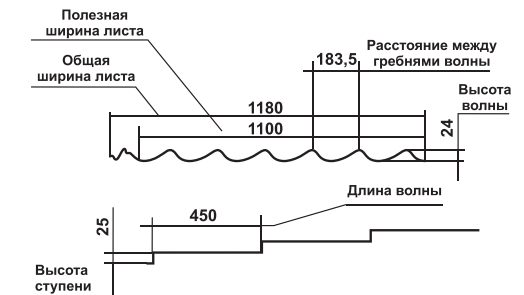 Полезная
ширина листа
Общая
ширина листа
183,5
Расстояние между
гребнями волны
Высота
волны
1180
1100
24
Длина волны
450
25
Высота
ступени